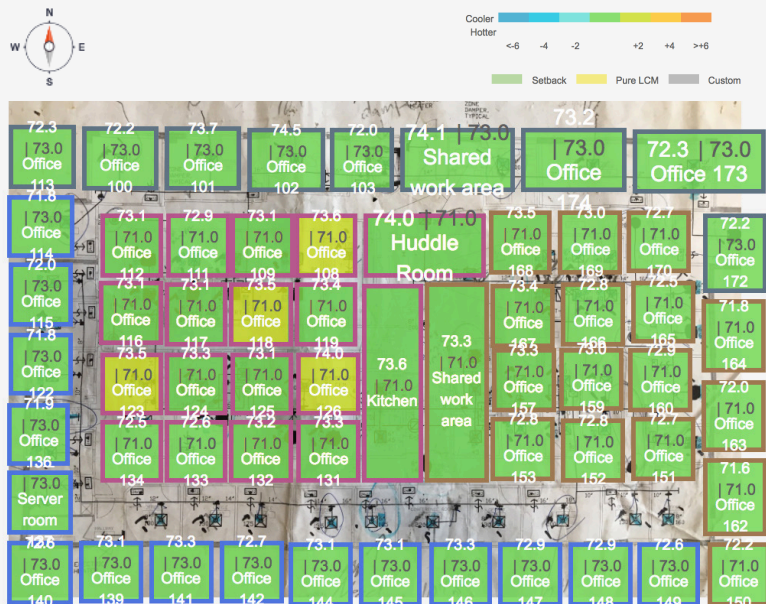 N
W E
S
Cooler
Hotter
<-6 -4 -2 +2 +4 >+6
Setback Pure LCM Custom
HEATER
ZONE
DAMPER,
TYPICAL
72.3 | 73.0 Office 113
72.2 | 73.0 Office 100
73.7 | 73.0 Office 101
74.5 | 73.0 Office 102
72.0 | 73.0 Office 103
74.1 | 73.0 Shared work area
73.2 | 73.0 Office 174
72.3 | 73.0 Office 173
71.8 | 73.0 Office 114
73.1 | 71.0 Office 112
72.9 | 71.0 Office 111
73.1 | 71.0 Office 109
73.6 | 71.0 Office 108
74.0 | 71.0 Huddle Room
73.5 | 71.0 Office 168
73.0 | 71.0 Office 169
72.7 | 71.0 Office 170
72.2 | 73.0 Office 172
72.0 | 73.0 Office 115
73.1 | 71.0 Office 116
73.1 | 71.0 Office 117
73.5 | 71.0 Office 118
73.4 | 71.0 Office 119
73.6 | 71.0 Kitchen
73.3 | 71.0 Shared work area
73.4 | 71.0 Office 167
72.8 | 71.0 Office 166
72.5 | 71.0 Office 165
71.8 | 71.0 Office 164
71.8 | 73.0 Office 122
73.5 | 71.0 Office 123
73.3 | 71.0 Office 124
73.1 | 71.0 Office 125
74.0 | 71.0 Office 126
73.3 | 71.0 Office 157
73.0 | 71.0 Office 159
72.9 | 71.0 Office 160
72.0 | 71.0 Office 163
71.9 | 73.0 Office 136
72.5 | 71.0 Office 134
72.6 | 71.0 Office 133
73.2 | 71.0 Office 132
73.3 | 71.0 Office 131
72.8 | 71.0 Office 153
72.8 | 71.0 Office 152
72.7 | 71.0 Office 151
71.6 | 71.0 Office 162
| 73.0 Server room
| 73.0 Office 140
73.1 | 73.0 Office 139
73.3 | 73.0 Office 141
72.7 | 73.0 Office 142
73.1 | 73.0 Office 144
73.1 | 73.0 Office 145
73.3 | 73.0 Office 146
72.9 | 73.0 Office 147
72.9 | 73.0 Office 148
72.6 | 73.0 Office 149
72.2 | 71.0 Office 150